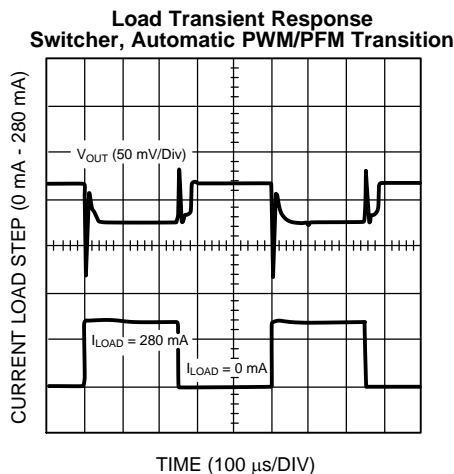 Load Transient Response
Switcher, Automatic PWM/PFM Transition
CURRENT LOAD STEP (0 mA - 280 mA)
VOUT (50 mV/Div)
ILOAD = 280 mA
ILOAD = 0 mA
TIME (100 μs/DIV)